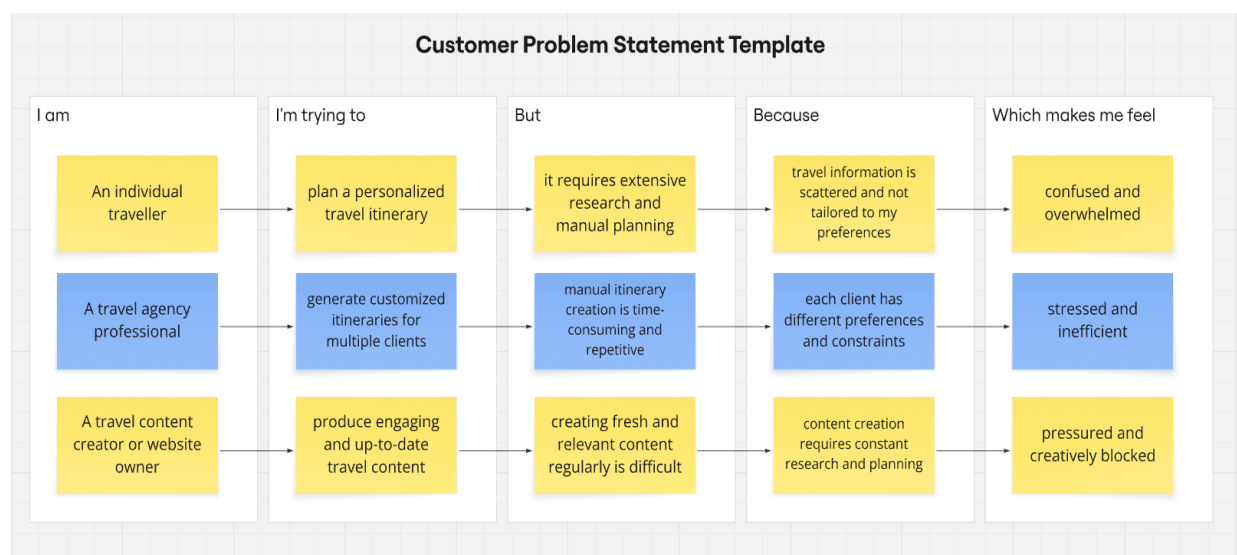 Customer Problem Statement Template
I am
I'm trying to
But
Because
Which makes me feel
An individual
traveller
plan a personalized
travel itinerary
it requires extensive
research and
manual planning
travel information is
scattered and not
tailored to my
preferences
confused and
overwhelmed
A travel agency
professional
generate customized
itineraries for
multiple clients
manual itinerary
creation is time-
consuming and
repetitive
each client has
different preferences
and constraints
stressed and
inefficient
A travel content
creator or website
owner
produce engaging
and up-to-date
travel content
creating fresh and
relevant content
regularly is difficult
content creation
requires constant
research and planning
pressured and
creatively blocked